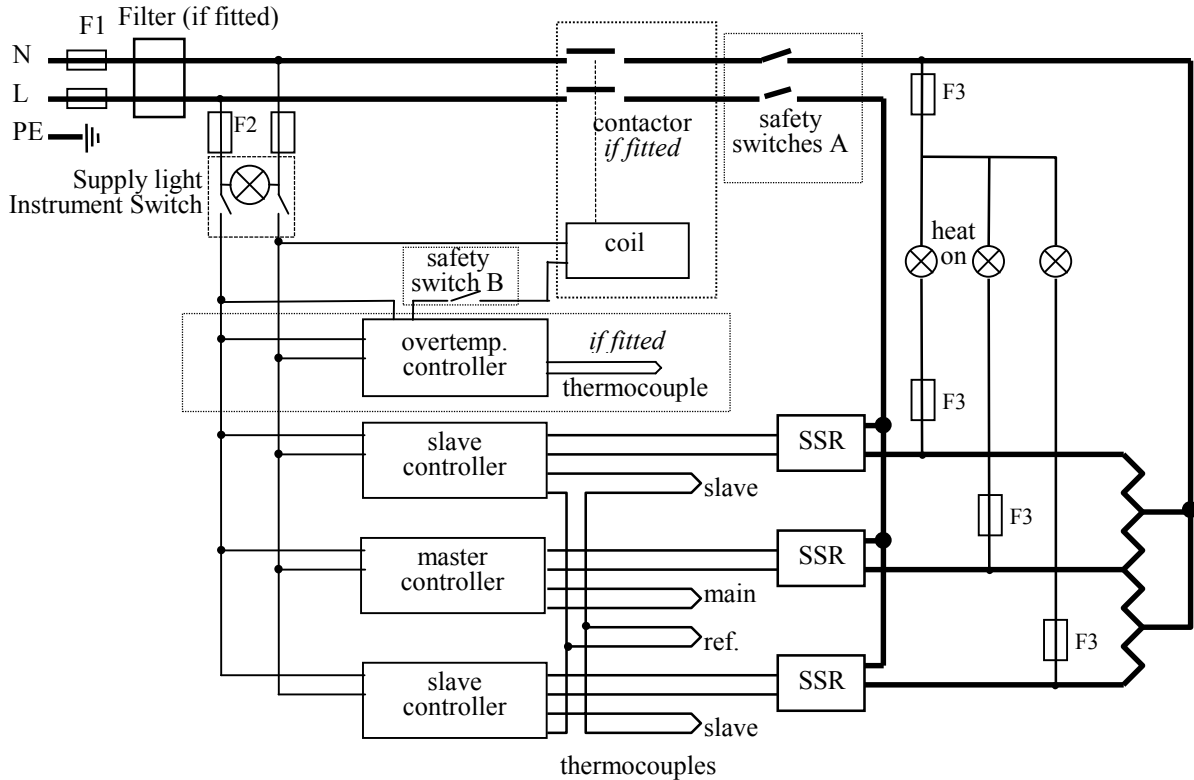 F1
Filter (if fitted)
N
L
PE
F2
Supply light
Instrument Switch
contactor
if fitted
safety
switches A
F3
coil
safety
switch B
heat
on
overtemp.
controller
if fitted
thermocouple
F3
slave
controller
SSR
slave
F3
master
controller
SSR
main
ref.
F3
slave
controller
SSR
slave
thermocouples